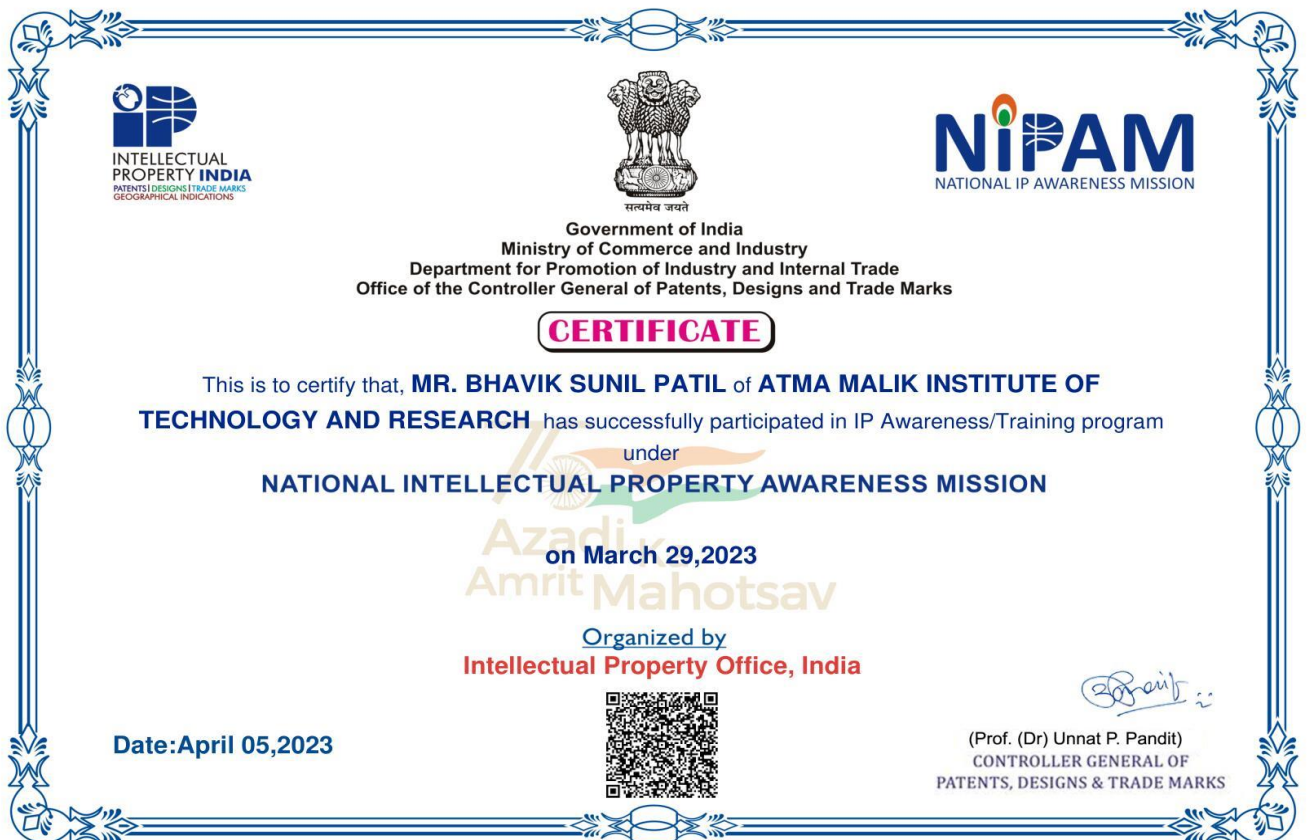 INTELLECTUAL
PROPERTY INDIA
PATENTS | DESIGNS | TRADE MARKS
GEOGRAPHICAL INDICATIONS
सत्यमेव जयते
NiPAM
NATIONAL IP AWARENESS MISSION
Government of India
Ministry of Commerce and Industry
Department for Promotion of Industry and Internal Trade
Office of the Controller General of Patents, Designs and Trade Marks
CERTIFICATE
This is to certify that, MR. BHAVIK SUNIL PATIL of ATMA MALIK INSTITUTE OF
TECHNOLOGY AND RESEARCH has successfully participated in IP Awareness/Training program
under
NATIONAL INTELLECTUAL PROPERTY AWARENESS MISSION
Azadi Ka
Amrit Mahotsav
on March 29,2023
Organized by
Intellectual Property Office, India
Date:April 05,2023
(Prof. (Dr) Unnat P. Pandit)
CONTROLLER GENERAL OF
PATENTS, DESIGNS & TRADE MARKS